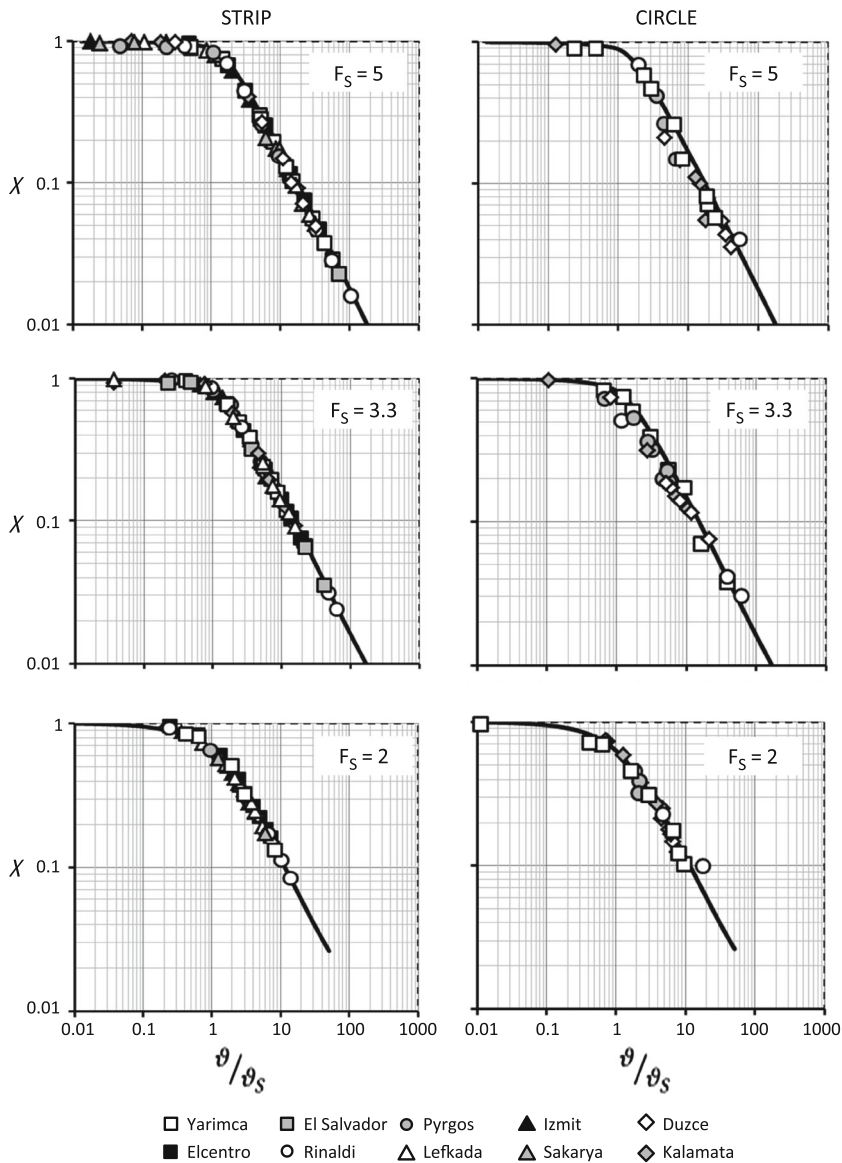 STRIP CIRCLE
1 F_S = 5 F_S = 5
χ 0.1
0.01
1 F_S = 3.3 F_S = 3.3
χ 0.1
0.01
1 F_S = 2 F_S = 2
χ 0.1
0.01
0.01 0.1 1 10 100 1000 0.01 0.1 1 10 100 1000
ϑ/ϑ_S ϑ/ϑ_S
Yarimca El Salvador Pyrgos Izmit Duzce
Elcentro Rinaldi Lefkada Sakarya Kalamata